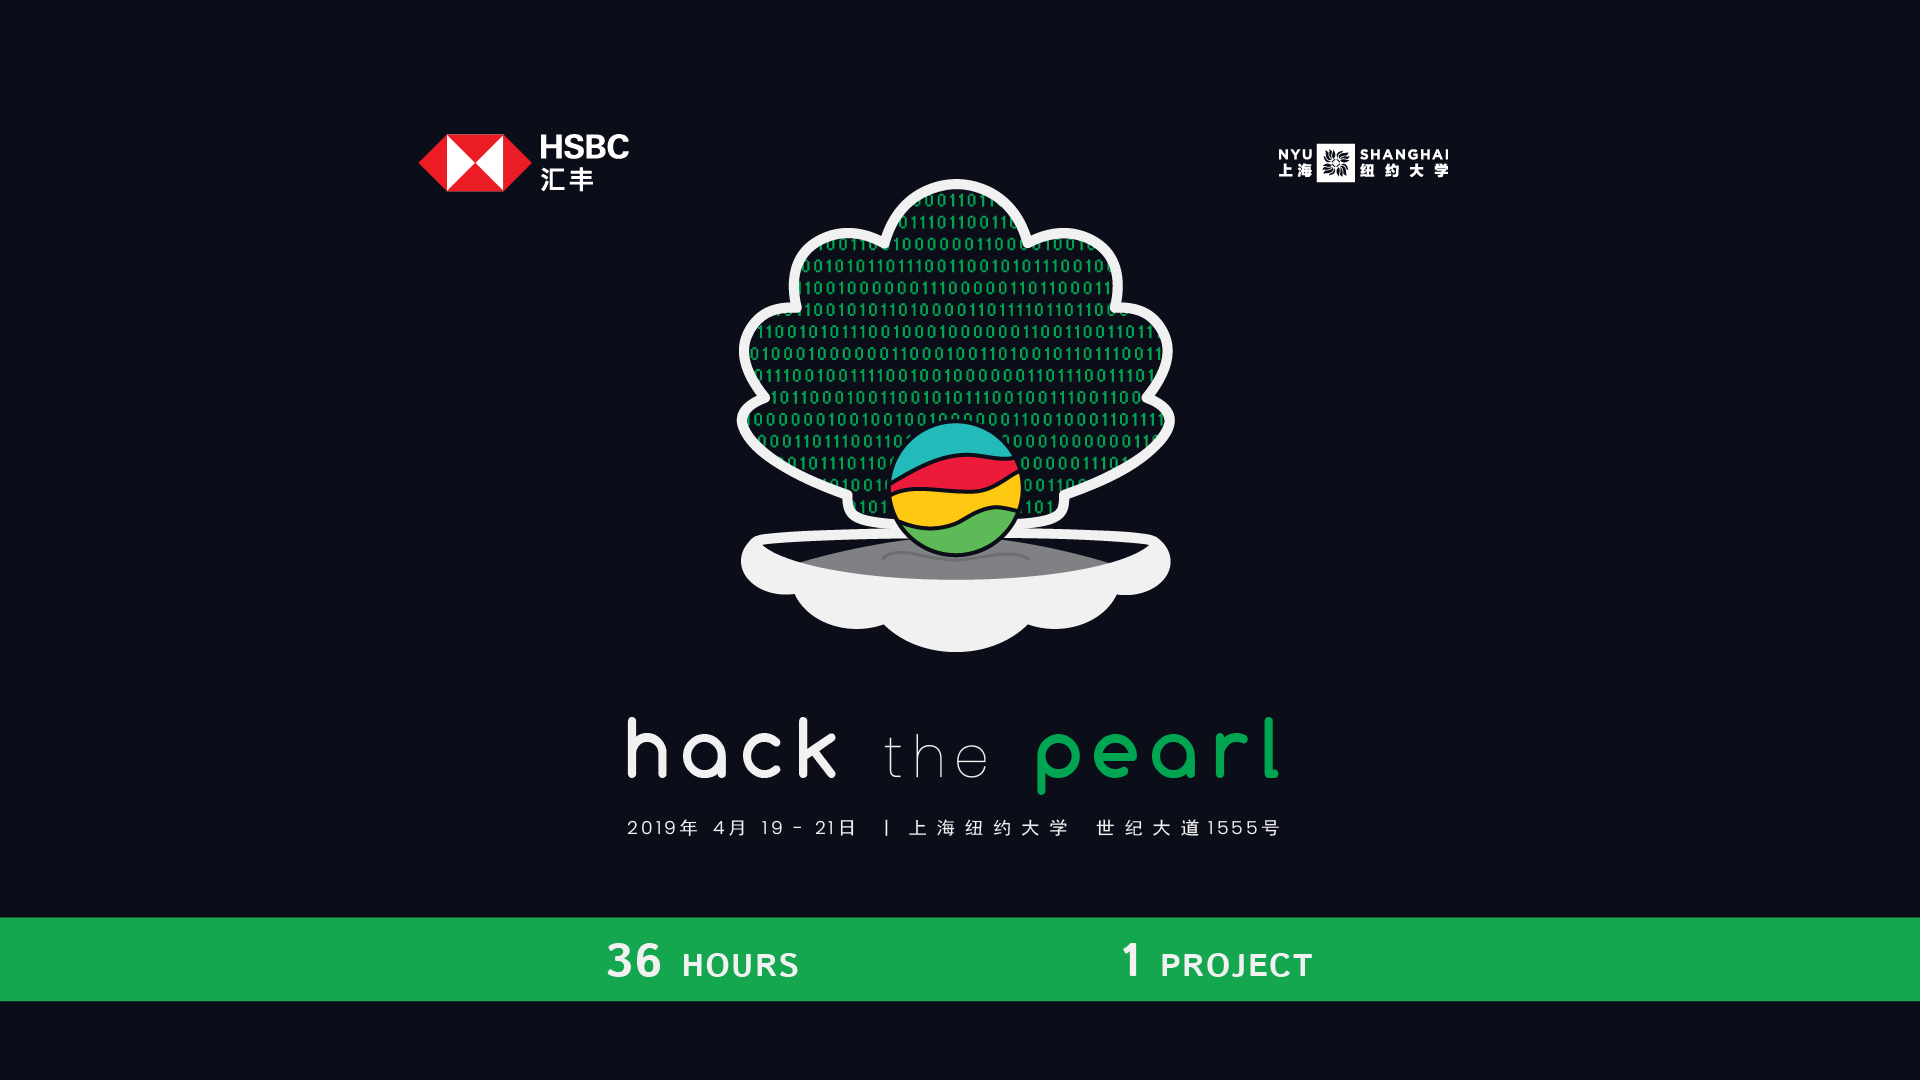 HSBC
汇丰
NYU SHANGHAI
上海 纽约大学
hack the pearl
2019年 4月 19 - 21日 | 上海纽约大学 世纪大道1555号
36 HOURS 1 PROJECT